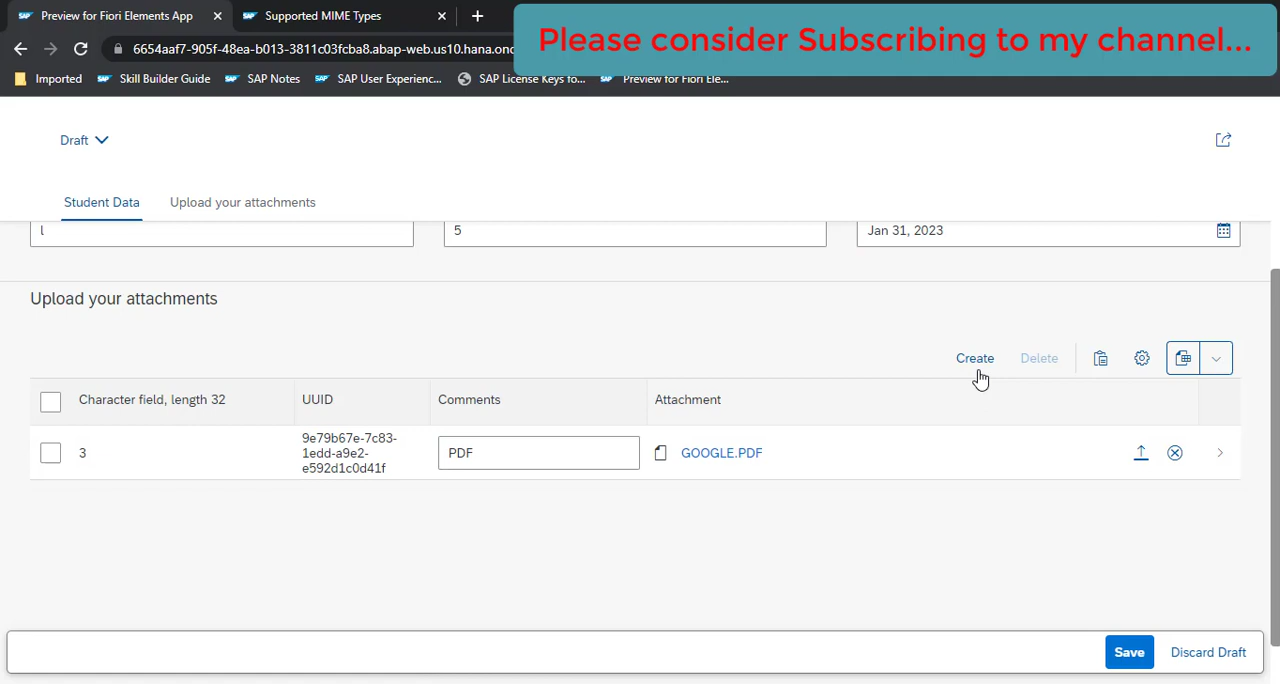 Preview for Fiori Elements App
Supported MIME Types
Please consider Subscribing to my channel...
6654aaf7-905f-48ea-b013-3811c03fcba8.abap-web.us10.hana.ono
Imported
Skill Builder Guide
SAP Notes
SAP User Experienc...
SAP License Keys fo...
Preview for Fiori Ele...
Draft
Student Data
Upload your attachments
l
5
Jan 31, 2023
Upload your attachments
Create
Delete
Character field, length 32
UUID
Comments
Attachment
3
9e79b67e-7c83-
1edd-a9e2-
e592d1c0d41f
PDF
GOOGLE.PDF
Save
Discard Draft